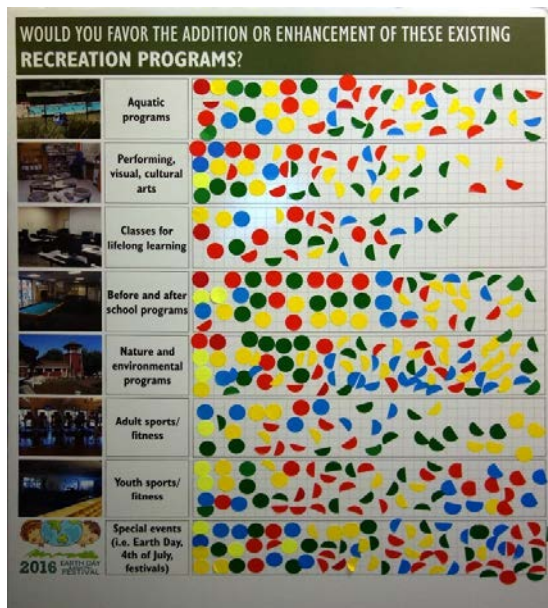 WOULD YOU FAVOR THE ADDITION OR ENHANCEMENT OF THESE EXISTING
RECREATION PROGRAMS?
Aquatic
programs
Performing,
visual, cultural
arts
Classes for
lifelong learning
Before and after
school programs
Nature and
environmental
programs
Adult sports/
fitness
Youth sports/
fitness
Special events
(i.e. Earth Day,
4th of July,
festivals)
2016 EARTH DAY
FESTIVAL